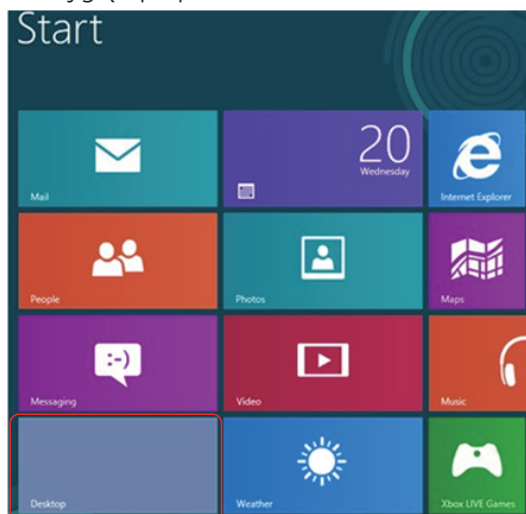 Start
20
Wednesday
Mail
Internet Explorer
People
Photos
Maps
:-)
Messaging
Video
Music
Desktop
Weather
Xbox LIVE Games